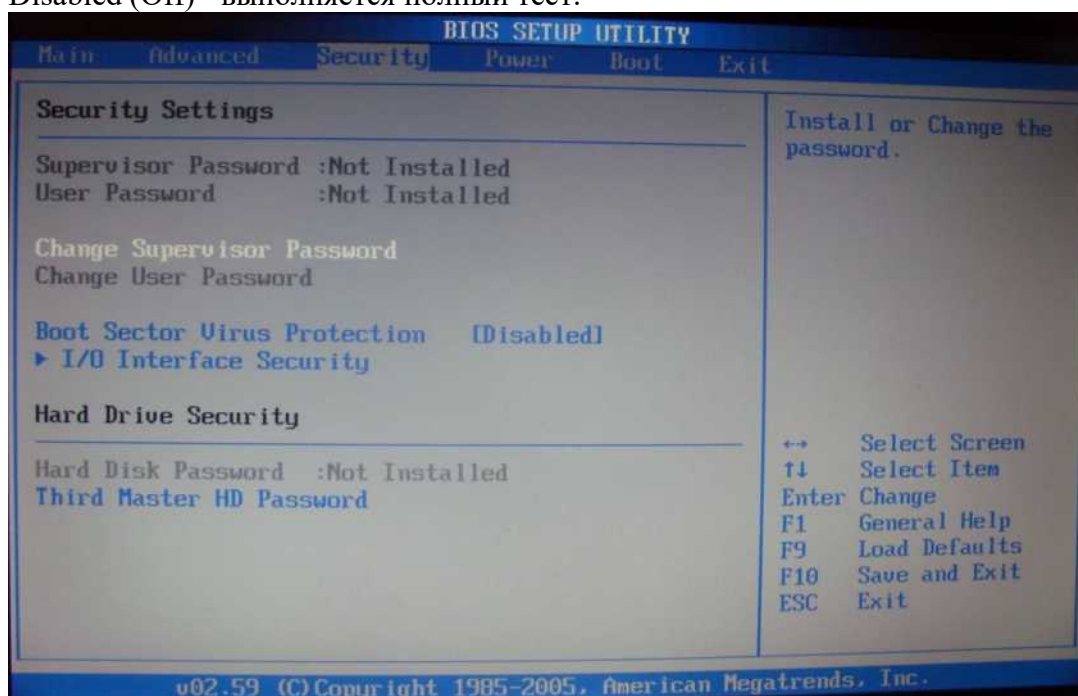 Disabled (Off) - выполняется полный тест.
BIOS SETUP UTILITY
Main Advanced Security Power Boot Exit
Security Settings
Supervisor Password :Not Installed
User Password :Not Installed
Change Supervisor Password
Change User Password
Boot Sector Virus Protection [Disabled]
▶ I/O Interface Security
Hard Drive Security
Hard Disk Password :Not Installed
Third Master HD Password
Install or Change the
password.
←→ Select Screen
↑↓ Select Item
Enter Change
F1 General Help
F9 Load Defaults
F10 Save and Exit
ESC Exit
v02.59 (C)Copyright 1985-2005, American Megatrends, Inc.